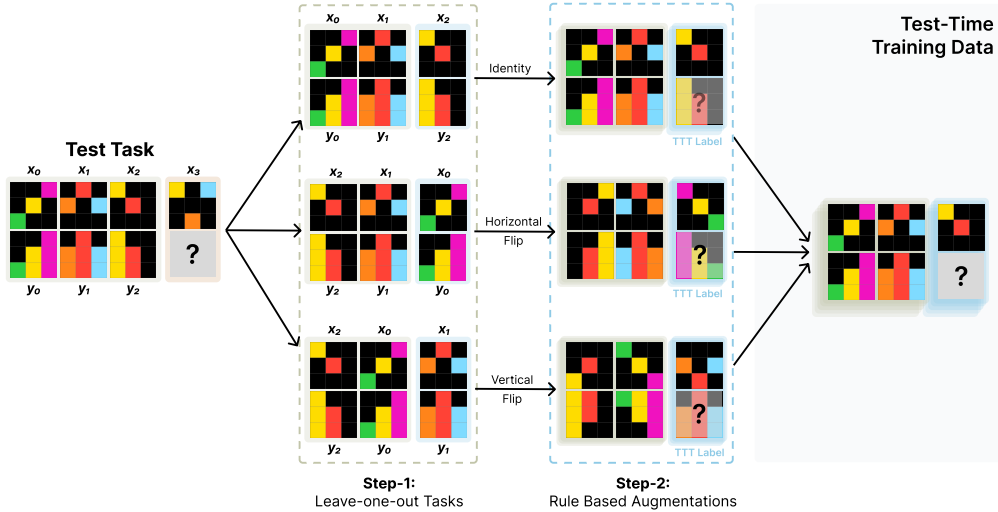 Test-Time
Training Data
Test Task
x₀ x₁ x₂ x₃
?
y₀ y₁ y₂
x₀ x₁ x₂
y₀ y₁ y₂
x₂ x₁ x₀
y₂ y₁ y₀
x₂ x₀ x₁
y₂ y₀ y₁
Step-1:
Leave-one-out Tasks
Identity
Horizontal
Flip
Vertical
Flip
?
TTT Label
?
TTT Label
?
TTT Label
Step-2:
Rule Based Augmentations
?